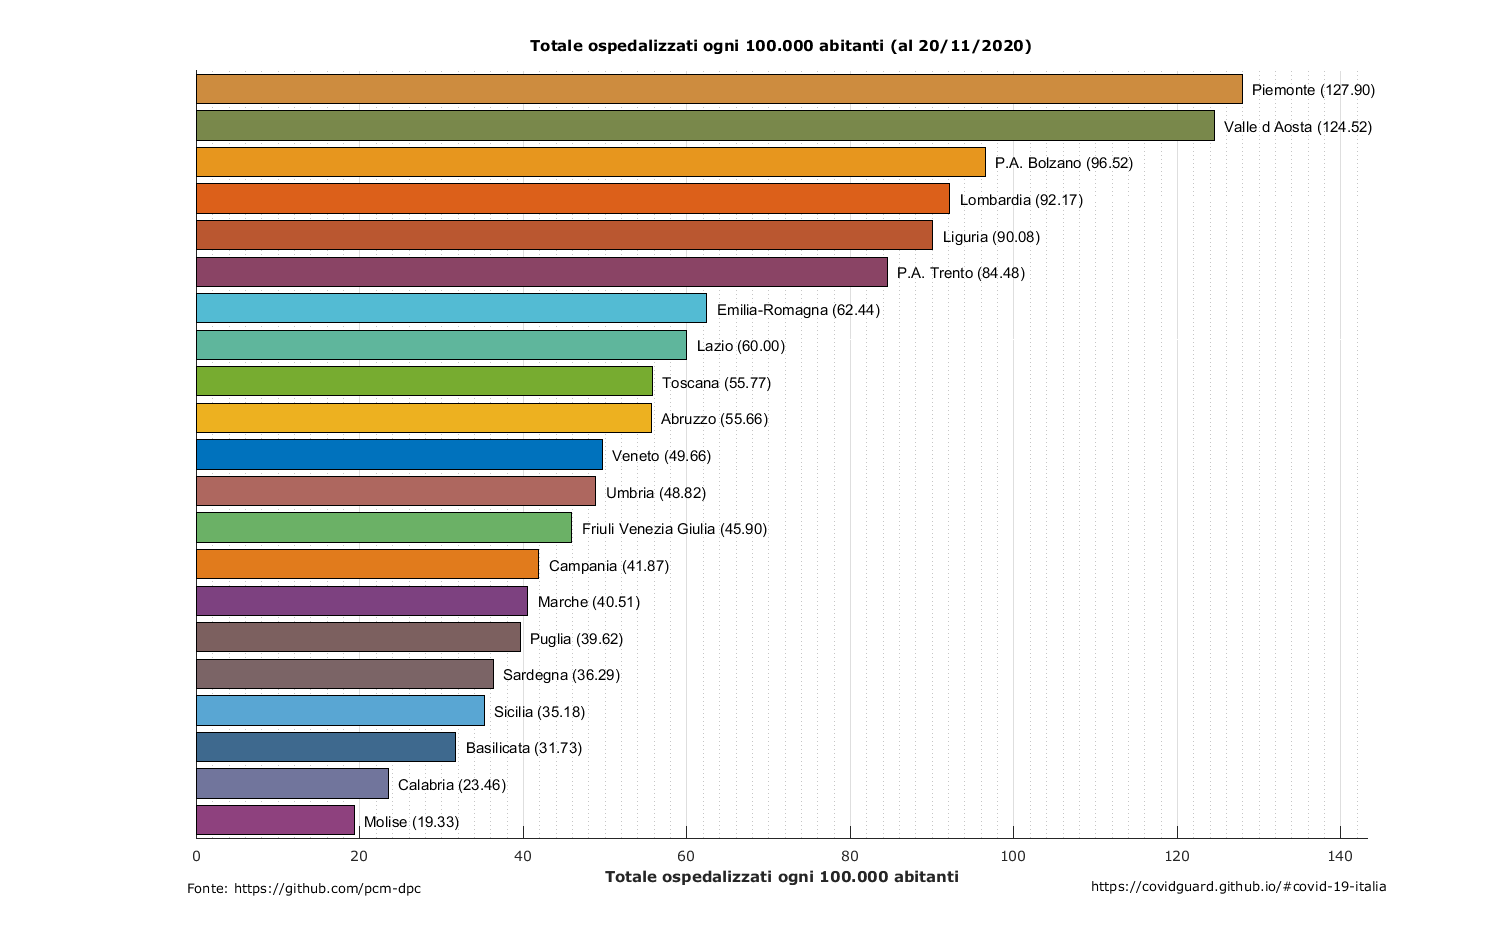 Totale ospedalizzati ogni 100.000 abitanti (al 20/11/2020)
Piemonte (127.90)
Valle d Aosta (124.52)
P.A. Bolzano (96.52)
Lombardia (92.17)
Liguria (90.08)
P.A. Trento (84.48)
Emilia-Romagna (62.44)
Lazio (60.00)
Toscana (55.77)
Abruzzo (55.66)
Veneto (49.66)
Umbria (48.82)
Friuli Venezia Giulia (45.90)
Campania (41.87)
Marche (40.51)
Puglia (39.62)
Sardegna (36.29)
Sicilia (35.18)
Basilicata (31.73)
Calabria (23.46)
Molise (19.33)
0 20 40 60 80 100 120 140
Totale ospedalizzati ogni 100.000 abitanti
Fonte: https://github.com/pcm-dpc
https://covidguard.github.io/#covid-19-italia